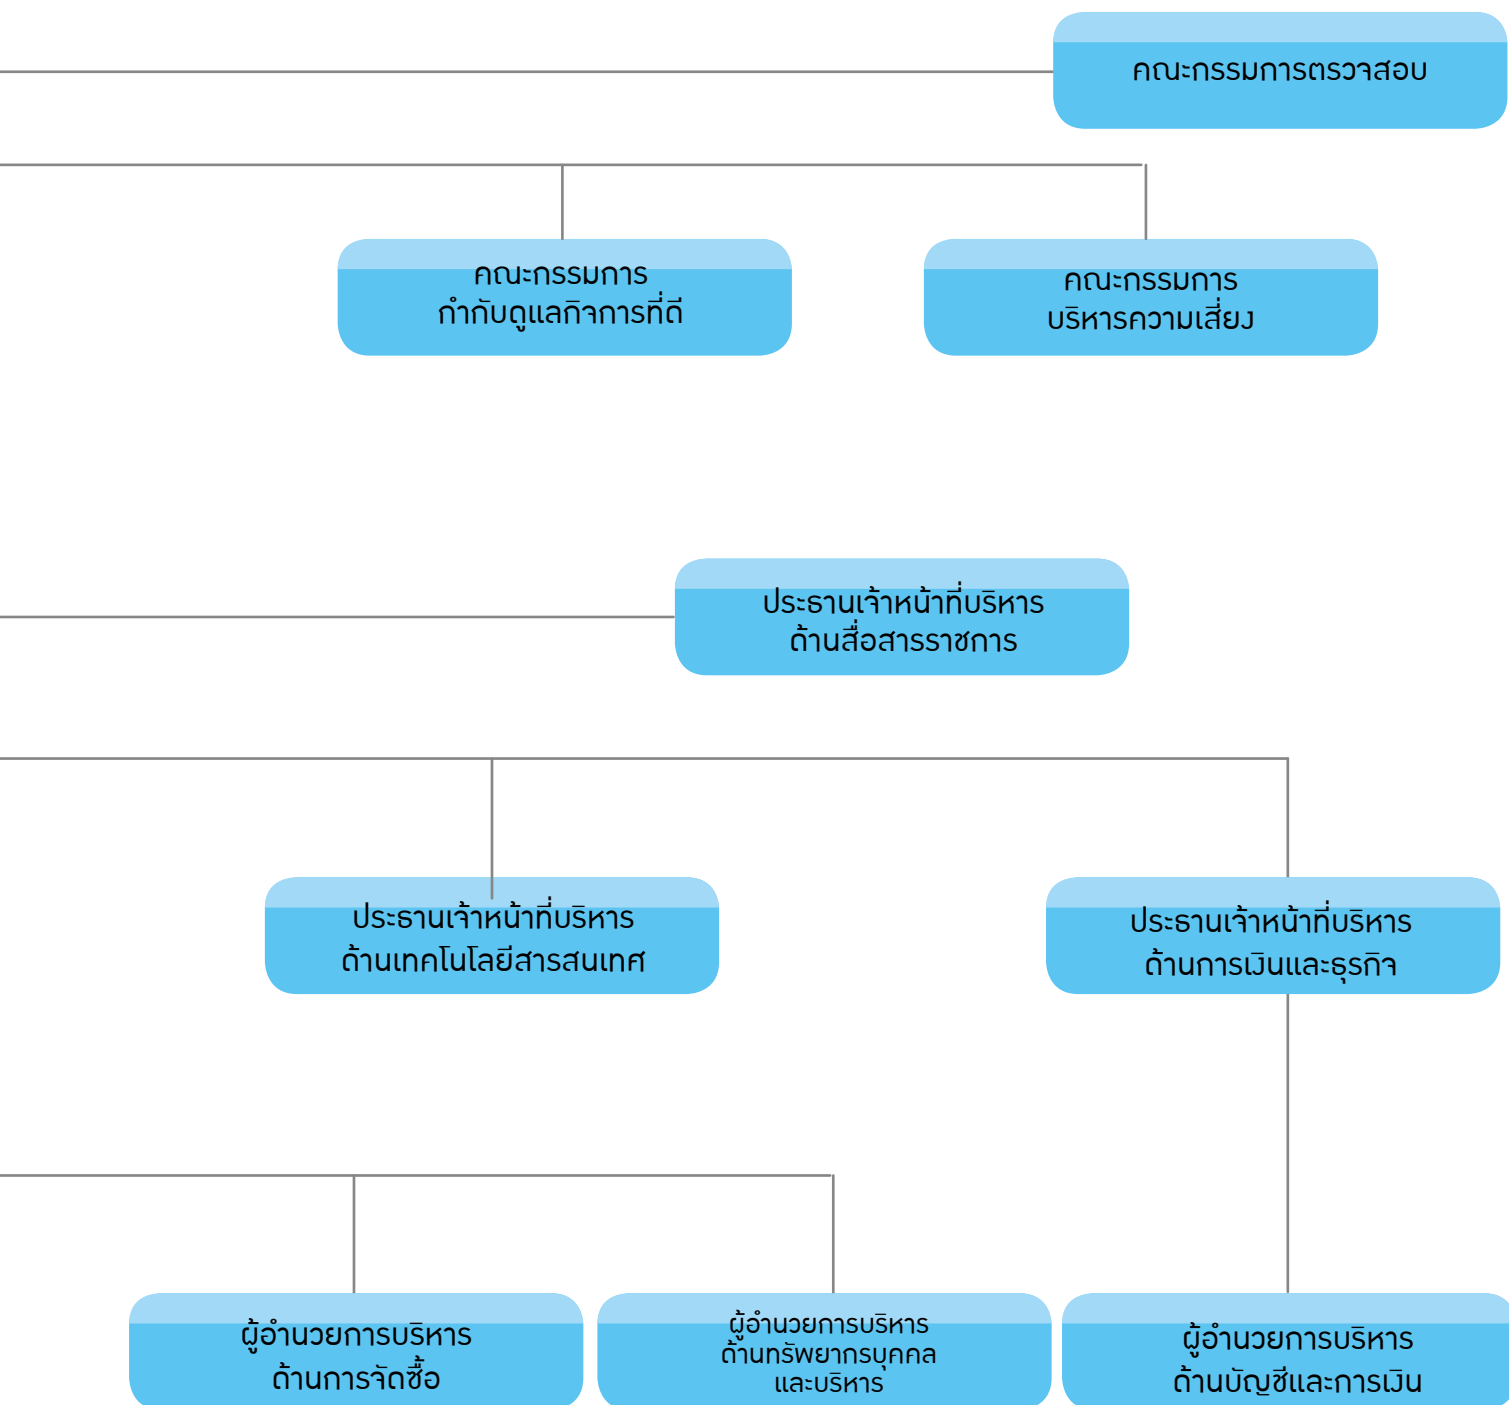 คณะกรรมการตรวจสอบ
คณะกรรมการ
กำกับดูแลกิจการที่ดี
คณะกรรมการ
บริหารความเสี่ยง
ประธานเจ้าหน้าที่บริหาร
ด้านสื่อสารราชการ
ประธานเจ้าหน้าที่บริหาร
ด้านเทคโนโลยีสารสนเทศ
ประธานเจ้าหน้าที่บริหาร
ด้านการเงินและธุรกิจ
ผู้อำนวยการบริหาร
ด้านการจัดซื้อ
ผู้อำนวยการบริหาร
ด้านทรัพยากรบุคคล
และบริหาร
ผู้อำนวยการบริหาร
ด้านบัญชีและการเงิน